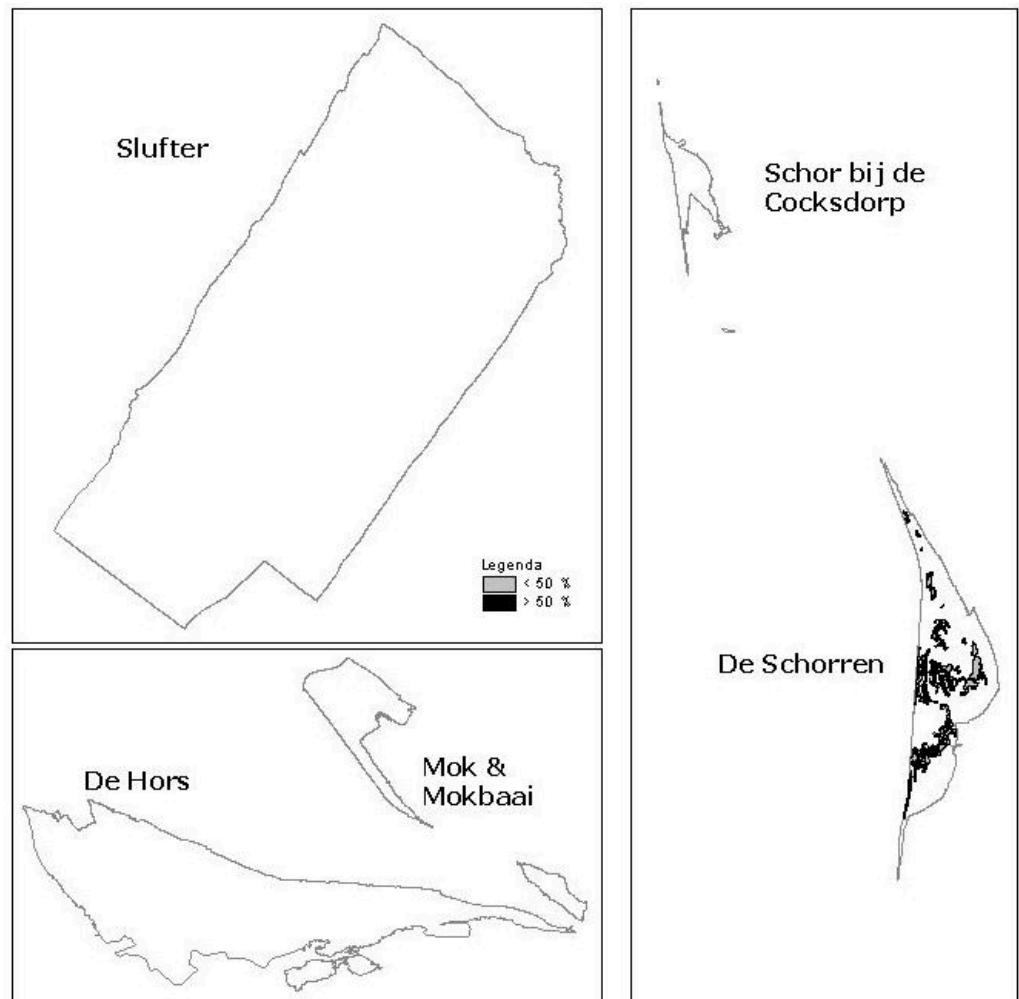 Slufter
Legenda
< 50 %
> 50 %
Schor bij de
Cocksdorp
De Schorren
De Hors
Mok &
Mokbaai